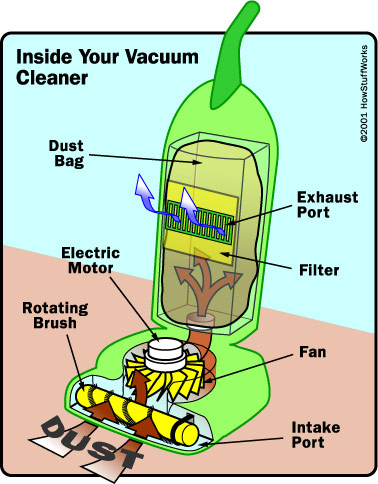 Inside Your Vacuum
Cleaner
©2001 HowStuffWorks
Dust
Bag
Exhaust
Port
Filter
Electric
Motor
Rotating
Brush
Fan
Intake
Port
DUST